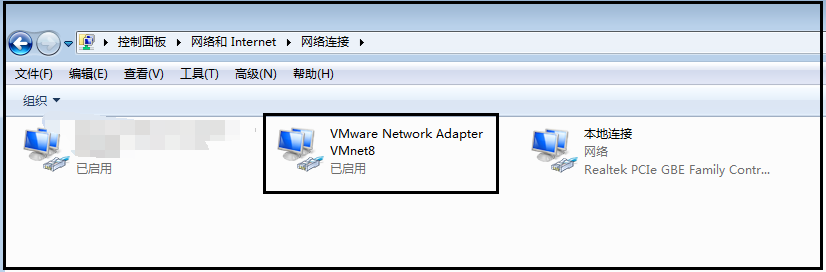 控制面板 网络和 Internet 网络连接
文件(F) 编辑(E) 查看(V) 工具(T) 高级(N) 帮助(H)
组织
已启用
VMware Network Adapter
VMnet8
已启用
本地连接
网络
Realtek PCIe GBE Family Contr...